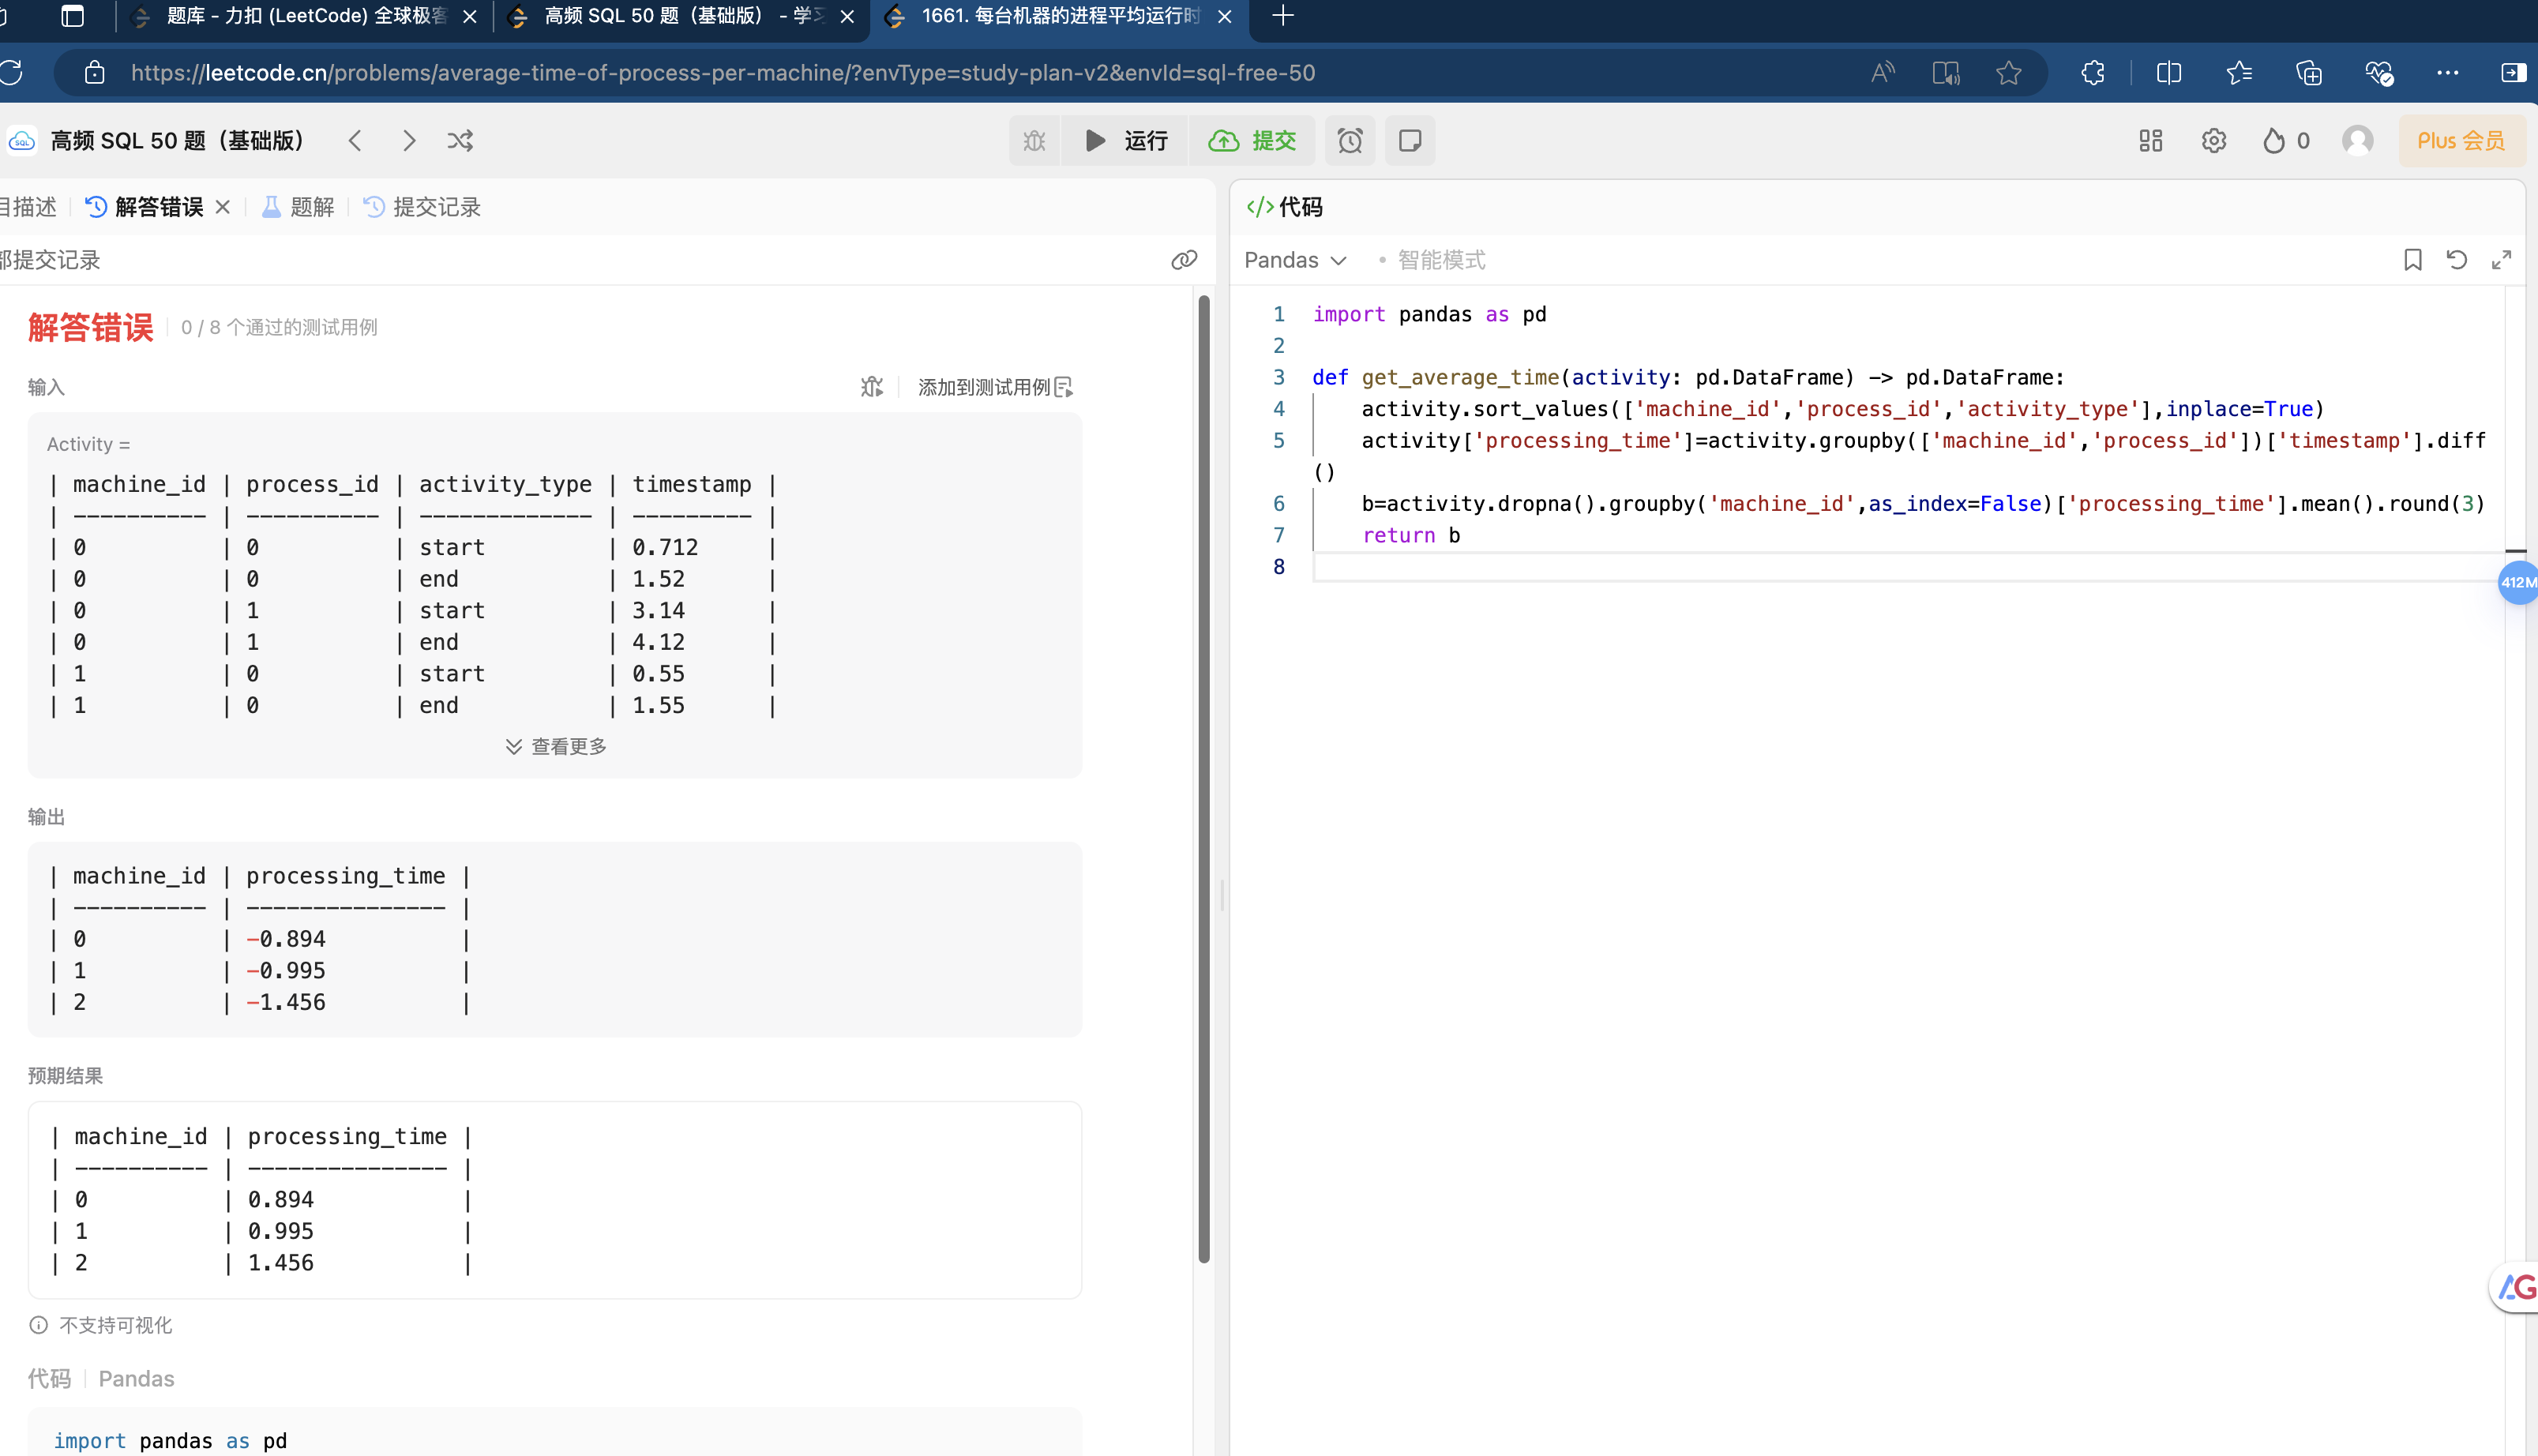 题库 - 力扣 (LeetCode) 全球极客
高频 SQL 50 题（基础版） - 学习
1661. 每台机器的进程平均运行时
https://leetcode.cn/problems/average-time-of-process-per-machine/?envType=study-plan-v2&envId=sql-free-50
SQL 高频 SQL 50 题（基础版）
运行
提交
0
Plus 会员
目描述
解答错误
题解
提交记录
部提交记录
解答错误
0 / 8 个通过的测试用例
输入
添加到测试用例
Activity =
| machine_id | process_id | activity_type | timestamp |
| ---------- | ---------- | ------------- | --------- |
| 0 | 0 | start | 0.712 |
| 0 | 0 | end | 1.52 |
| 0 | 1 | start | 3.14 |
| 0 | 1 | end | 4.12 |
| 1 | 0 | start | 0.55 |
| 1 | 0 | end | 1.55 |
查看更多
输出
| machine_id | processing_time |
| ---------- | --------------- |
| 0 | -0.894 |
| 1 | -0.995 |
| 2 | -1.456 |
预期结果
| machine_id | processing_time |
| ---------- | --------------- |
| 0 | 0.894 |
| 1 | 0.995 |
| 2 | 1.456 |
不支持可视化
代码 | Pandas
import pandas as pd
</> 代码
Pandas
• 智能模式
1 import pandas as pd
2
3 def get_average_time(activity: pd.DataFrame) -> pd.DataFrame:
4 activity.sort_values(['machine_id','process_id','activity_type'],inplace=True)
5 activity['processing_time']=activity.groupby(['machine_id','process_id'])['timestamp'].diff
()
6 b=activity.dropna().groupby('machine_id',as_index=False)['processing_time'].mean().round(3)
7 return b
8
412M
AG